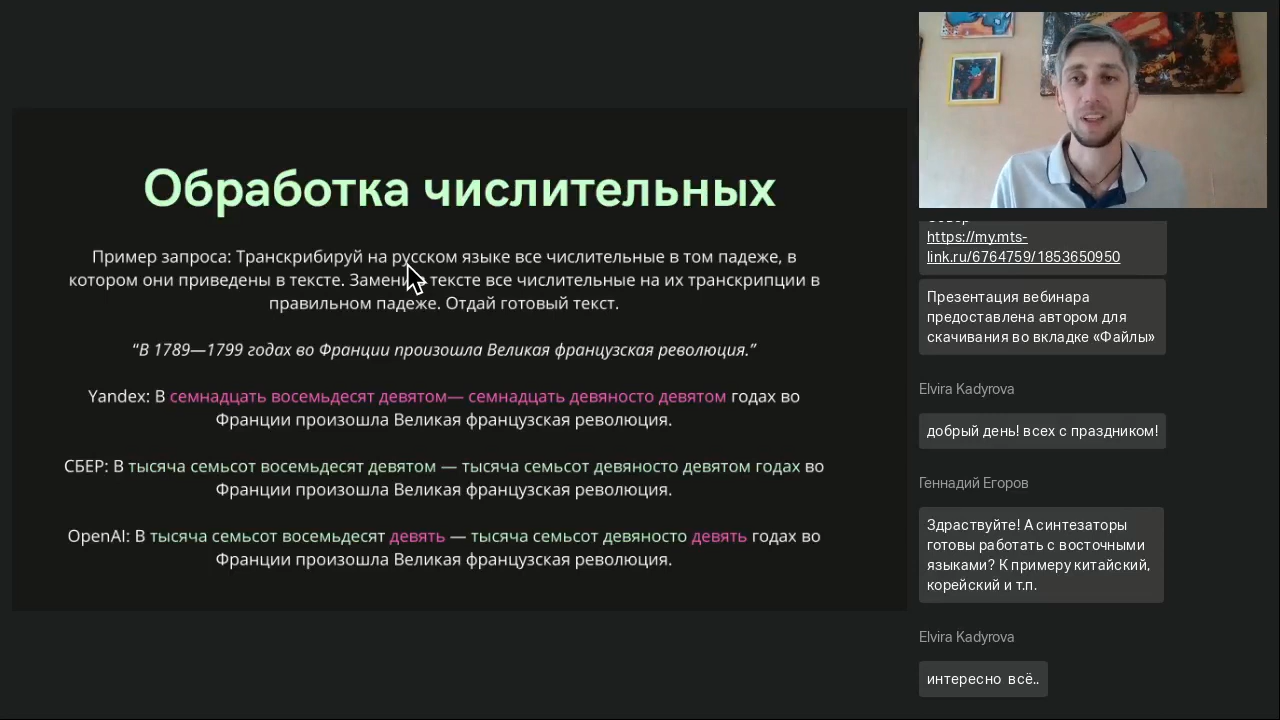 Обработка числительных
Пример запроса: Транскрибируй на русском языке все числительные в том падеже, в
котором они приведены в тексте. Замени тексте все числительные на их транскрипции в
правильном падеже. Отдай готовый текст.
“В 1789—1799 годах во Франции произошла Великая французская революция.”
Yandex: В семнадцать восемьдесят девятом— семнадцать девяносто девятом годах во
Франции произошла Великая французская революция.
СБЕР: В тысяча семьсот восемьдесят девятом — тысяча семьсот девяносто девятом годах во
Франции произошла Великая французская революция.
OpenAI: В тысяча семьсот восемьдесят девять — тысяча семьсот девяносто девять годах во
Франции произошла Великая французская революция.
https://my.mts-
link.ru/6764759/1853650950
Презентация вебинара
предоставлена автором для
скачивания во вкладке «Файлы»
Elvira Kadyrova
добрый день! всех с праздником!
Геннадий Егоров
Здраствуйте! А синтезаторы
готовы работать с восточными
языками? К примеру китайский,
корейский и т.п.
Elvira Kadyrova
интересно всё..